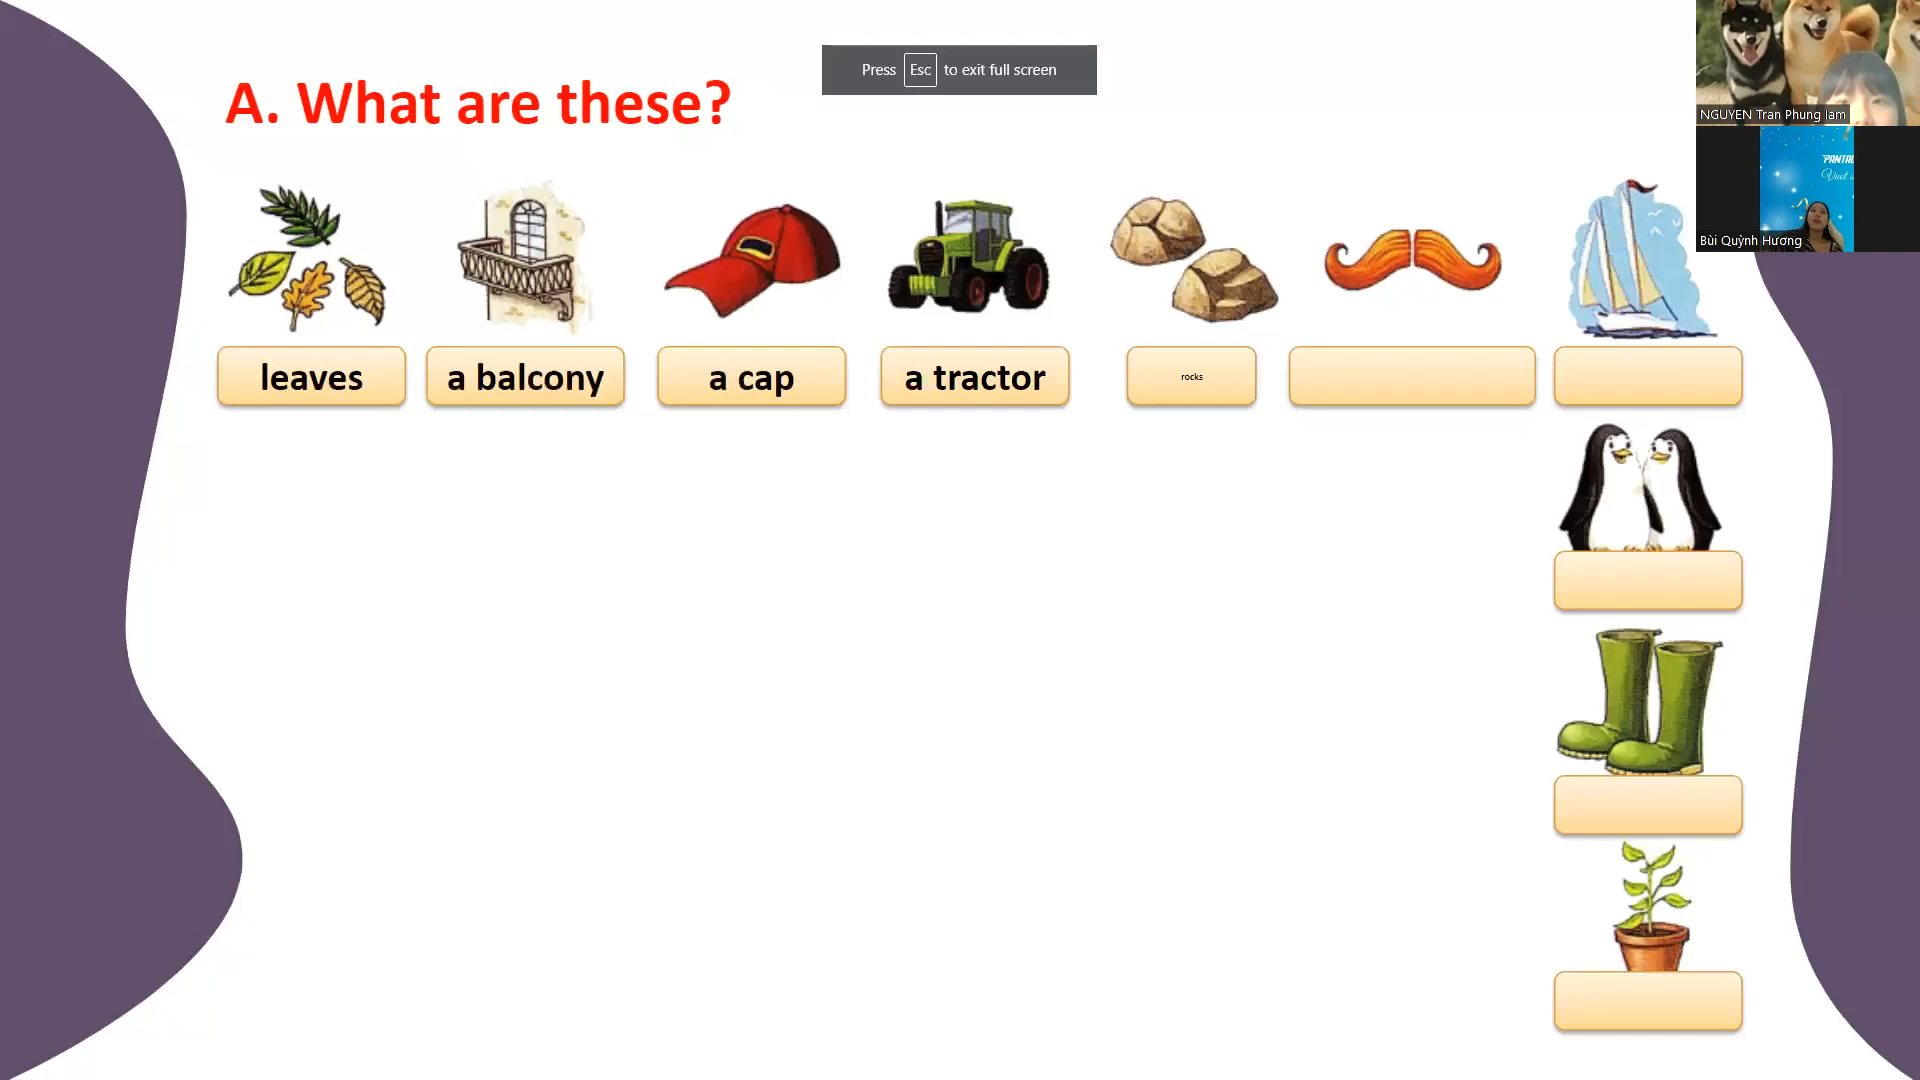 Press Esc to exit full screen
A. What are these?
NGUYEN Tran Phung lam
Bùi Quỳnh Hương
leaves
a balcony
a cap
a tractor
rocks